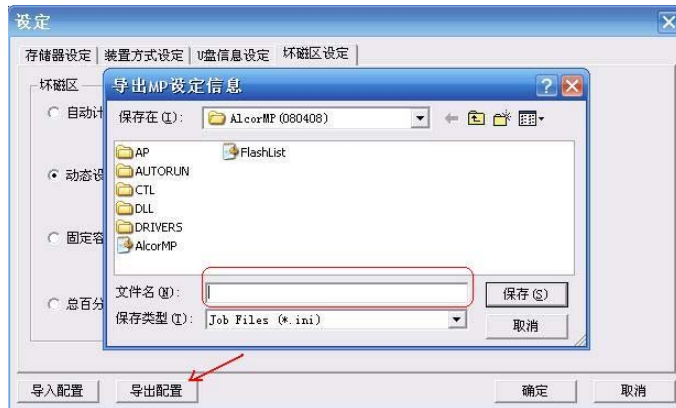 设定
存储器设定 装置方式设定 U盘信息设定 坏磁区设定
坏磁区
自动计
动态设
固定容
总百分
导出MP设定信息
保存在(I):
AlcorMP(080408)
AP
AUTORUN
CTL
DLL
DRIVERS
AlcorMP
FlashList
文件名(N):
保存(S)
保存类型(T):
Job Files (*.ini)
取消
导入配置
导出配置
确定
取消